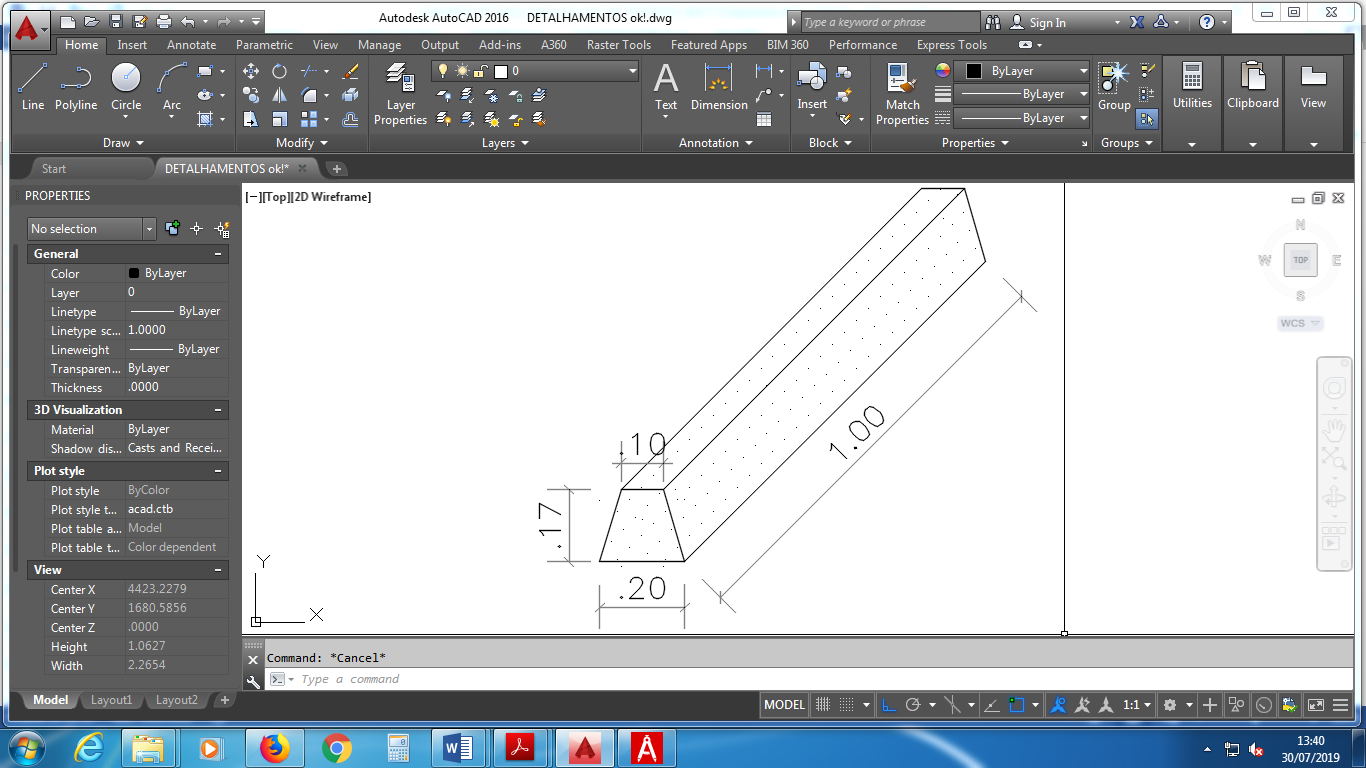 Autodesk AutoCAD 2016 DETALHAMENTOS ok!.dwg
Type a keyword or phrase
Sign In
Home Insert Annotate Parametric View Manage Output Add-ins A360 Raster Tools Featured Apps BIM 360 Performance Express Tools
Line Polyline Circle Arc
Draw
Modify
0
Layer Properties
Layers
Text Dimension
Annotation
Insert
Block
Match Properties
ByLayer
ByLayer
ByLayer
Properties
Group
Groups
Utilities
Clipboard
View
Start
DETALHAMENTOS ok!*
PROPERTIES
No selection
General
Color ByLayer
Layer 0
Linetype ByLayer
Linetype sc... 1.0000
Lineweight ByLayer
Transparen... ByLayer
Thickness .0000
3D Visualization
Material ByLayer
Shadow dis... Casts and Recei...
Plot style
Plot style ByColor
Plot style t... acad.ctb
Plot table a... Model
Plot table t... Color dependent
View
Center X 4423.2279
Center Y 1680.5856
Center Z .0000
Height 1.0627
Width 2.2654
[−][Top][2D Wireframe]
N
W TOP E
S
WCS
.10
.17
.20
1.00
Y
X
Command: *Cancel*
Type a command
Model Layout1 Layout2
MODEL
1:1
13:40
30/07/2019